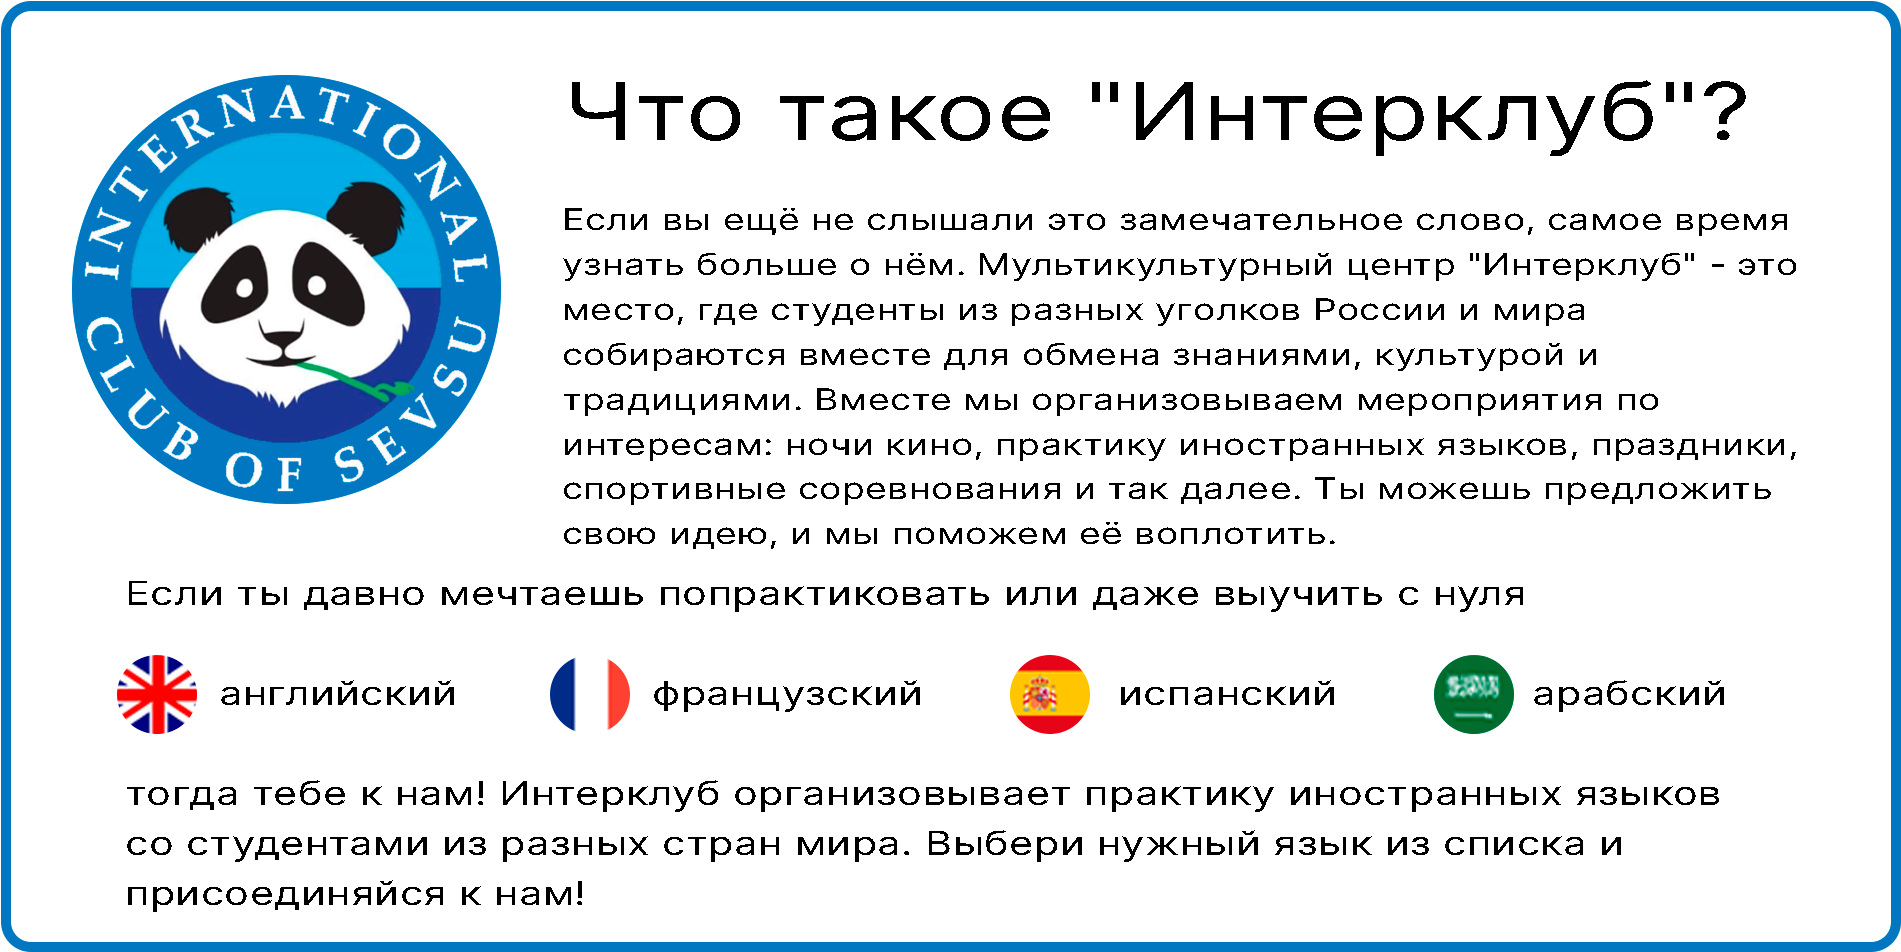 INTERNATIONAL
CLUB OF SEVSU
Что такое "Интерклуб"?
Если вы ещё не слышали это замечательное слово, самое время
узнать больше о нём. Мультикультурный центр "Интерклуб" - это
место, где студенты из разных уголков России и мира
собираются вместе для обмена знаниями, культурой и
традициями. Вместе мы организовываем мероприятия по
интересам: ночи кино, практику иностранных языков, праздники,
спортивные соревнования и так далее. Ты можешь предложить
свою идею, и мы поможем её воплотить.
Если ты давно мечтаешь попрактиковать или даже выучить с нуля
английский французский испанский арабский
тогда тебе к нам! Интерклуб организовывает практику иностранных языков
со студентами из разных стран мира. Выбери нужный язык из списка и
присоединяйся к нам!